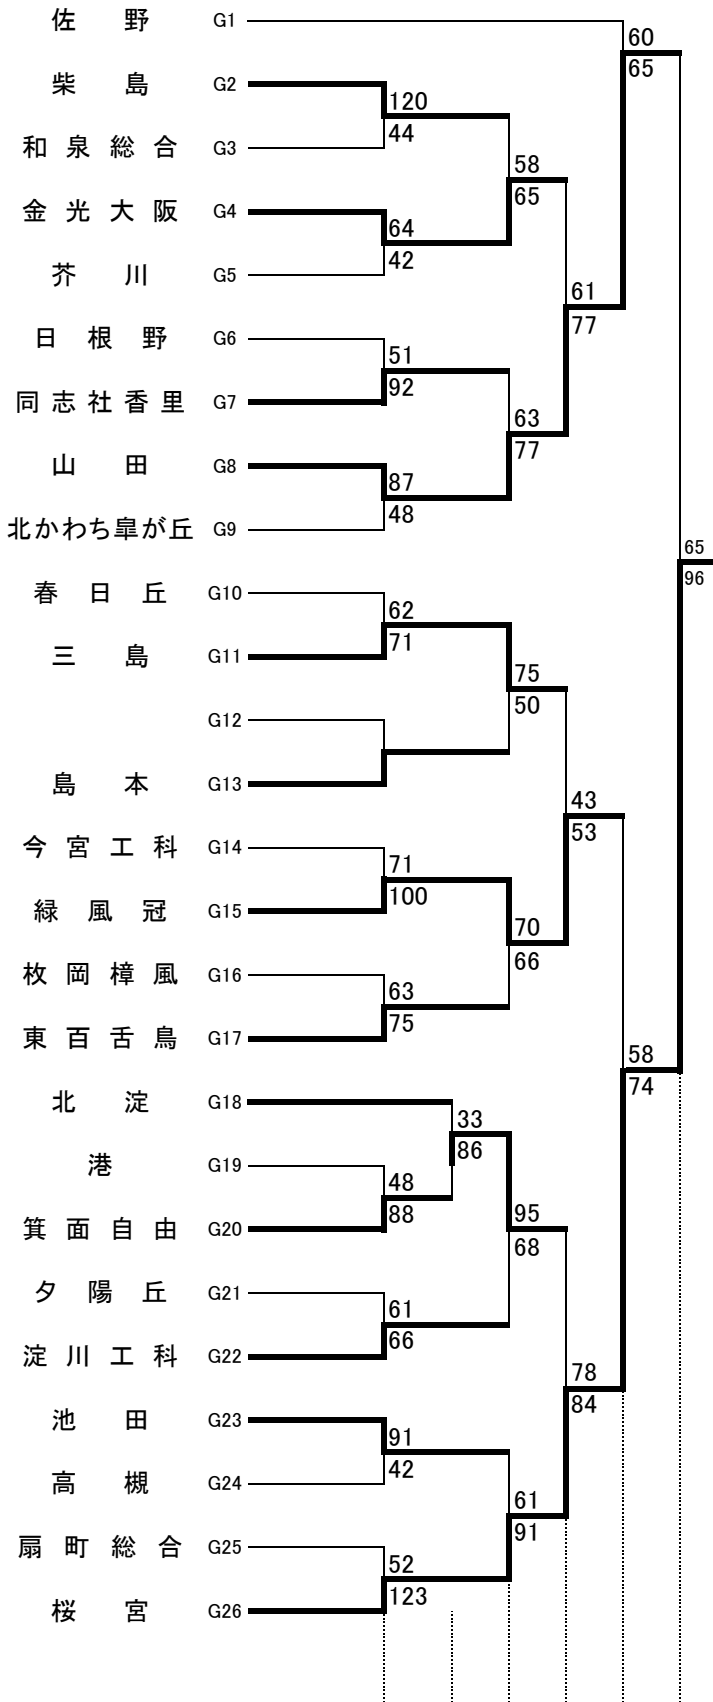 佐野 G1
60
65
柴島 G2
120
44
和泉総合 G3
58
65
金光大阪 G4
64
42
芥川 G5
61
77
日根野 G6
51
92
同志社香里 G7
63
77
山田 G8
87
48
北かわち皐が丘 G9
65
96
春日丘 G10
62
71
三島 G11
75
50
G12
島本 G13
43
53
今宮工科 G14
71
100
緑風冠 G15
70
66
枚岡樟風 G16
63
75
東百舌鳥 G17
58
74
北淀 G18
33
86
港 G19
48
88
箕面自由 G20
95
68
夕陽丘 G21
61
66
淀川工科 G22
78
84
池田 G23
91
42
高槻 G24
61
91
扇町総合 G25
52
123
桜宮 G26